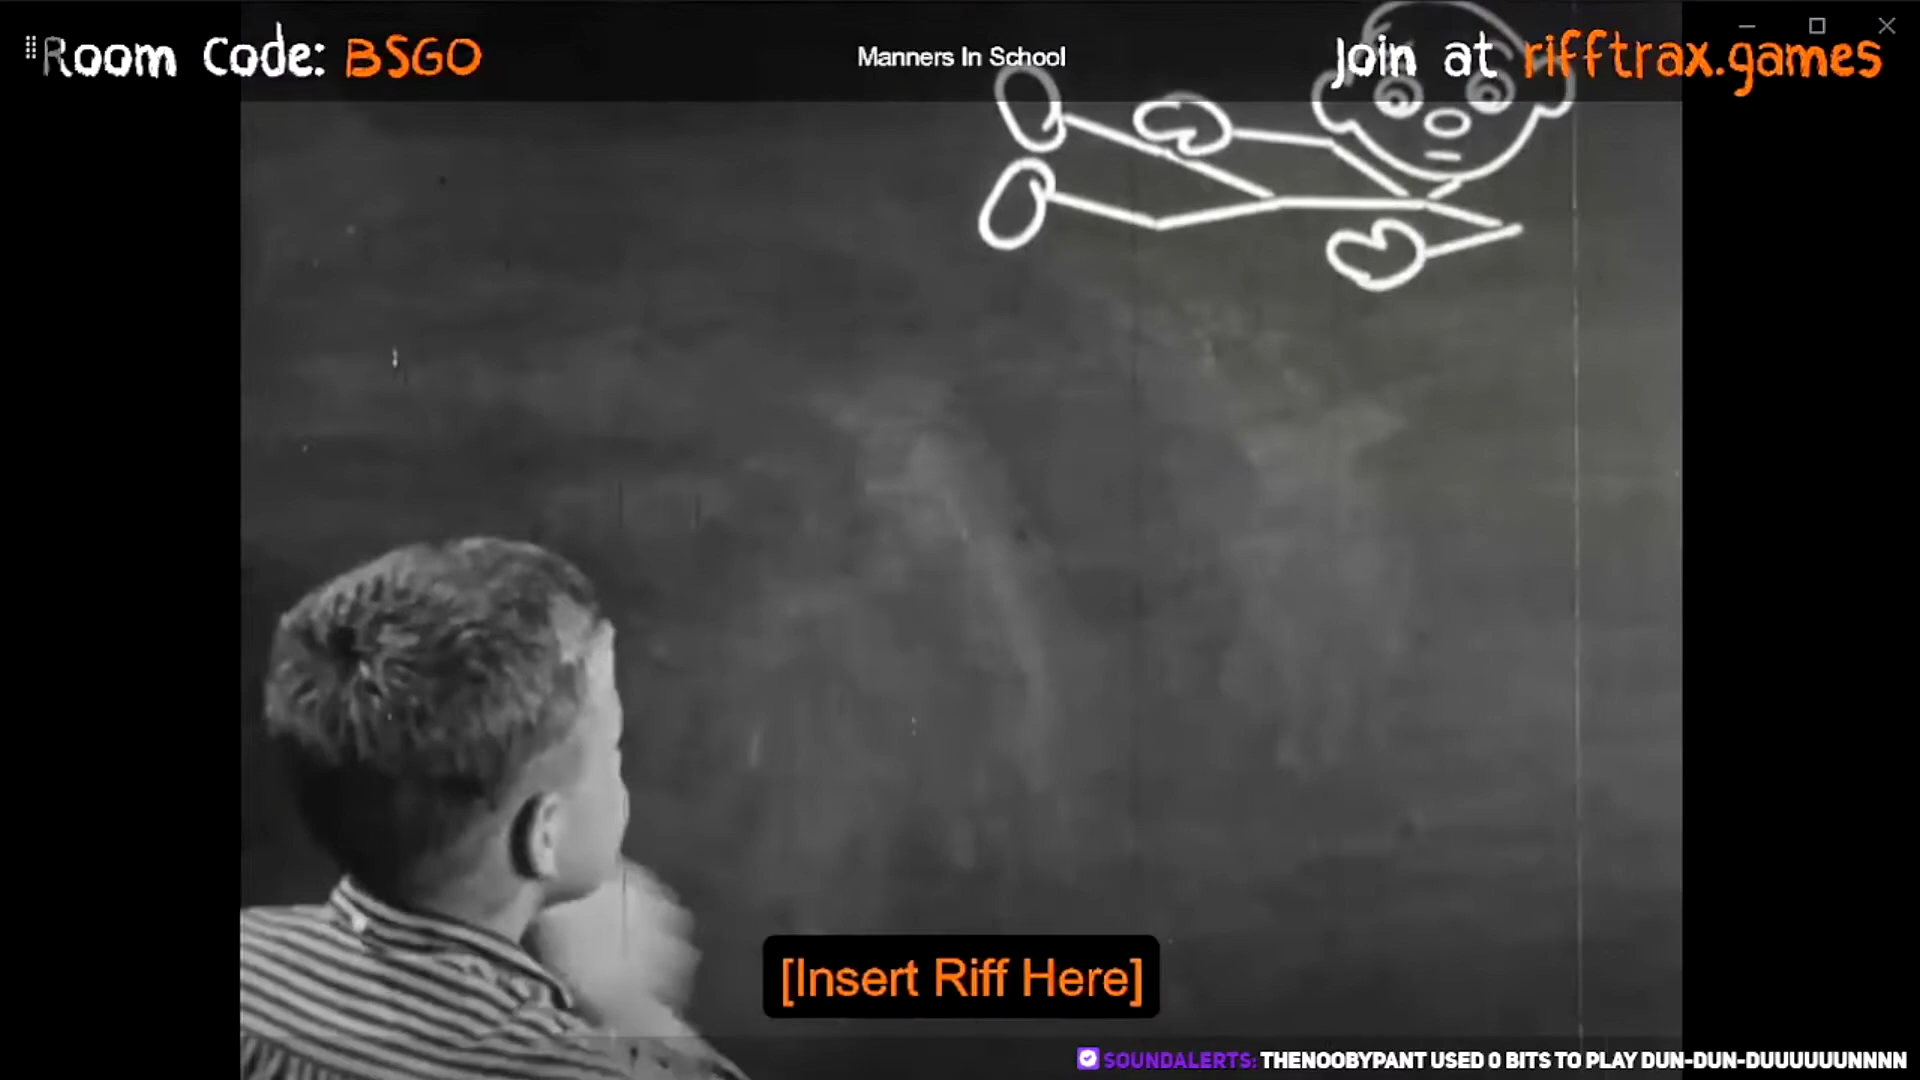 Room Code: BSGO
Manners In School
Join at rifftrax.games
[Insert Riff Here]
SOUNDALERTS: THENOOBYPANT USED 0 BITS TO PLAY DUN-DUN-DUUUUUUNNNN